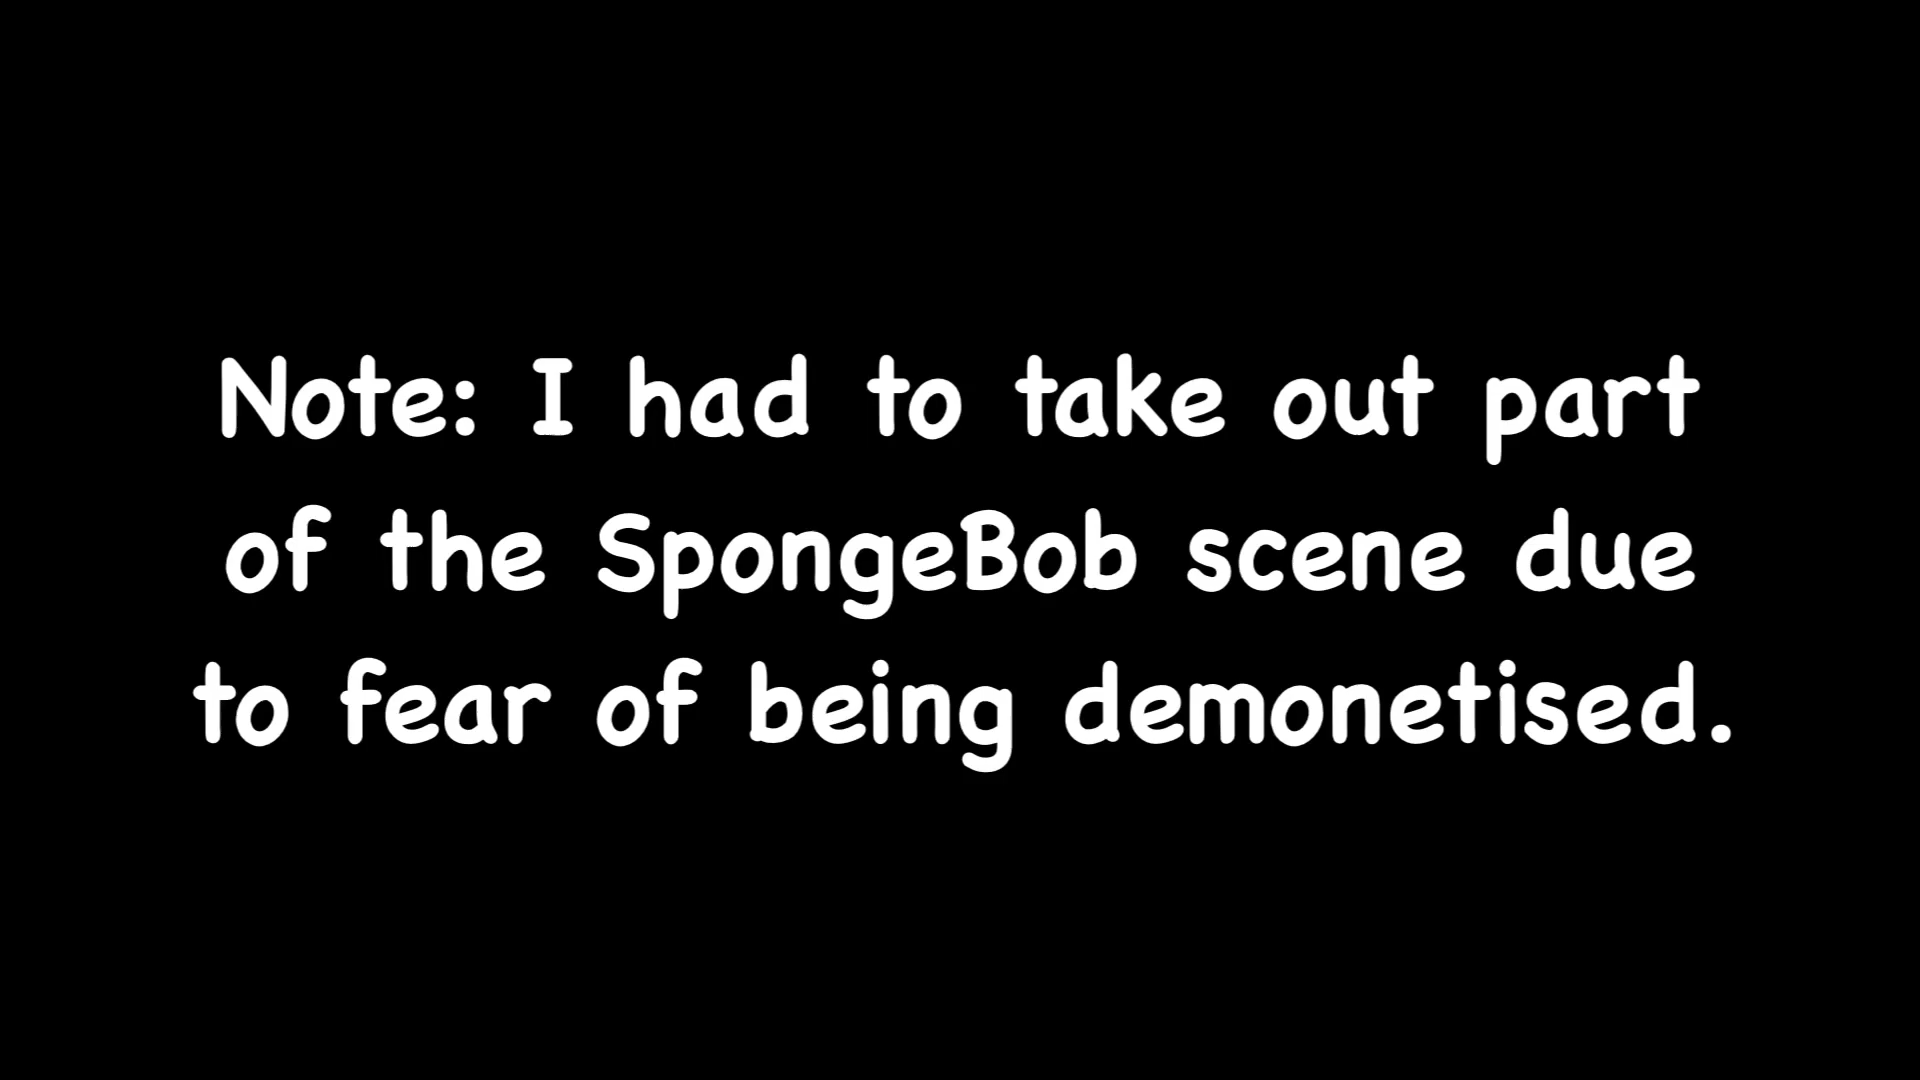 Note: I had to take out part
of the SpongeBob scene due
to fear of being demonetised.